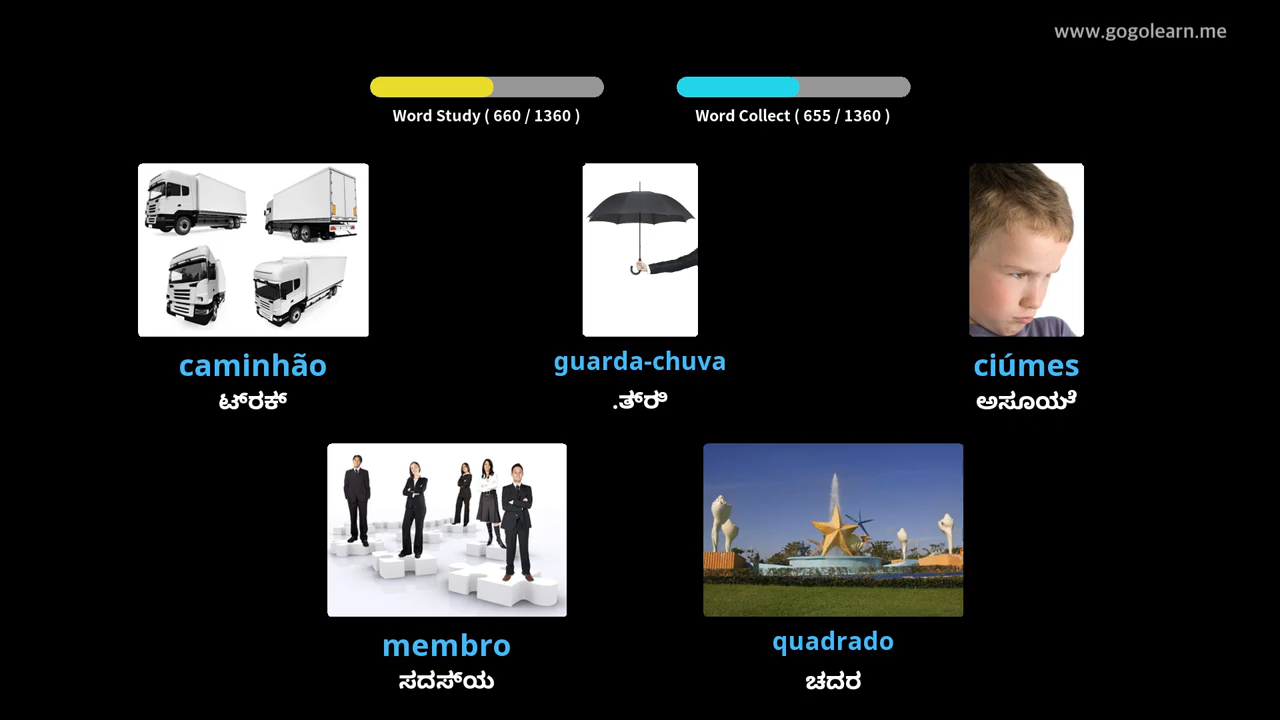 www.gogolearn.me
Word Study ( 660 / 1360 )
Word Collect ( 655 / 1360 )
caminhão
ಟ್ರಕ್
guarda-chuva
.ತ್ರಿ
ciúmes
ಅಸೂಯೆ
membro
ಸದಸ್ಯ
quadrado
ಚದರ